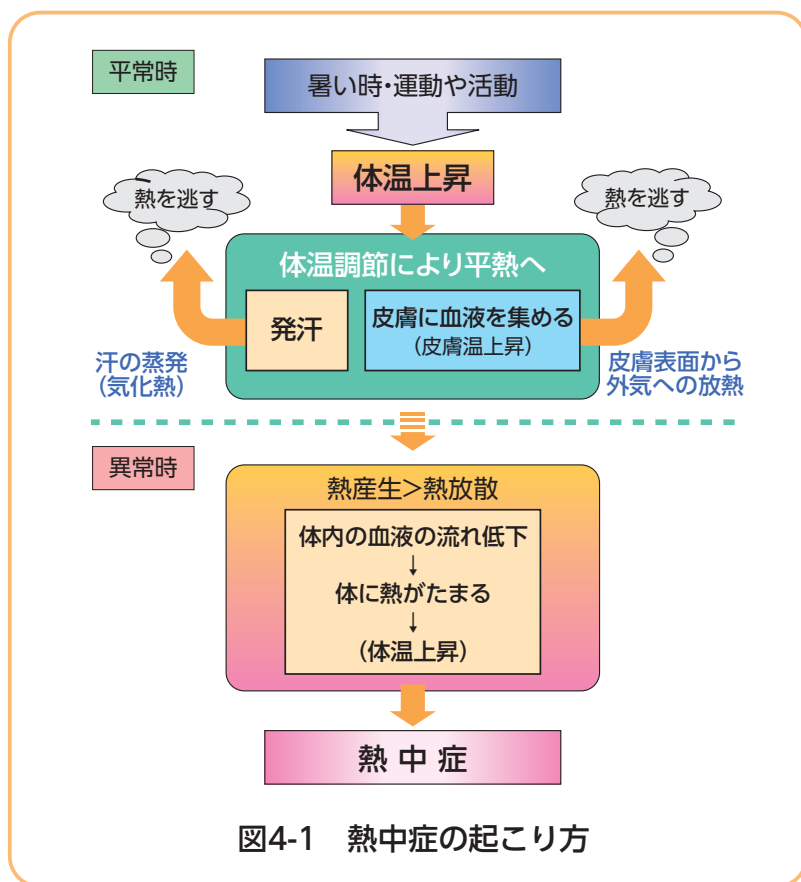 平常時
暑い時・運動や活動
体温上昇
熱を逃す
熱を逃す
体温調節により平熱へ
発汗
皮膚に血液を集める
(皮膚温上昇)
汗の蒸発
(気化熱)
皮膚表面から
外気への放熱
異常時
熱産生>熱放散
体内の血液の流れ低下
↓
体に熱がたまる
↓
(体温上昇)
熱中症
図4-1 熱中症の起こり方